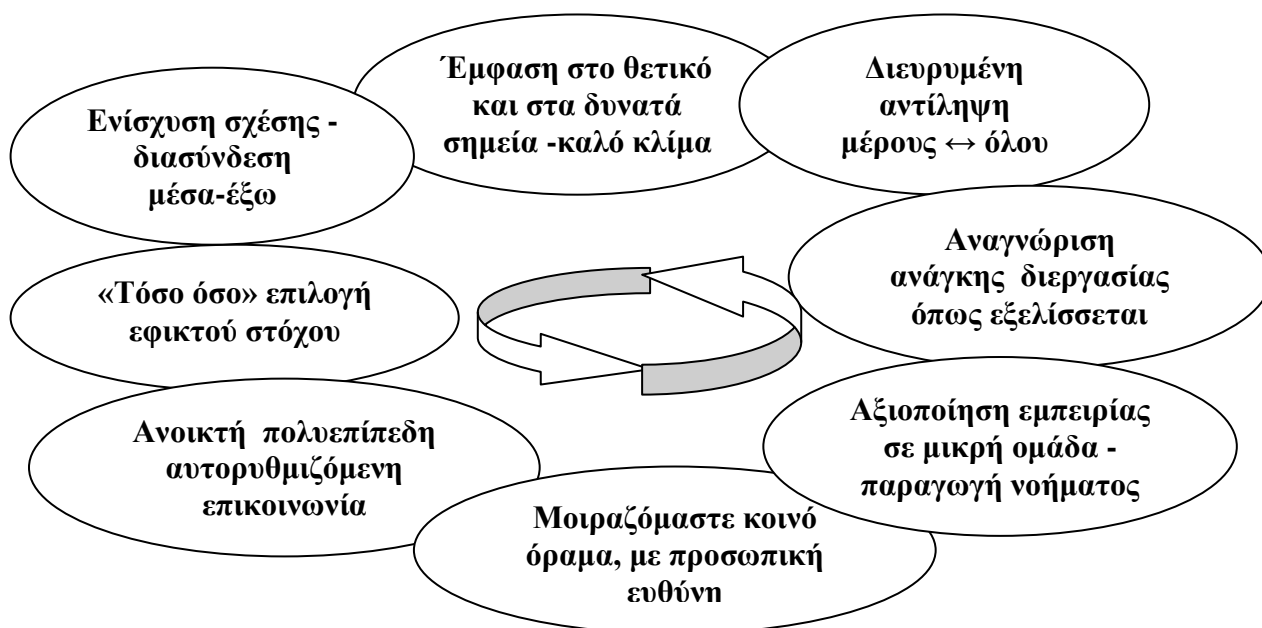 Έμφαση στο θετικό
και στα δυνατά
σημεία -καλό κλίμα
Διευρυμένη
αντίληψη
μέρους ↔ όλου
Αναγνώριση
ανάγκης διεργασίας
όπως εξελίσσεται
Αξιοποίηση εμπειρίας
σε μικρή ομάδα -
παραγωγή νοήματος
Μοιραζόμαστε κοινό
όραμα, με προσωπική
ευθύνη
Ανοικτή πολυεπίπεδη
αυτορυθμιζόμενη
επικοινωνία
«Τόσο όσο» επιλογή
εφικτού στόχου
Ενίσχυση σχέσης -
διασύνδεση
μέσα-έξω